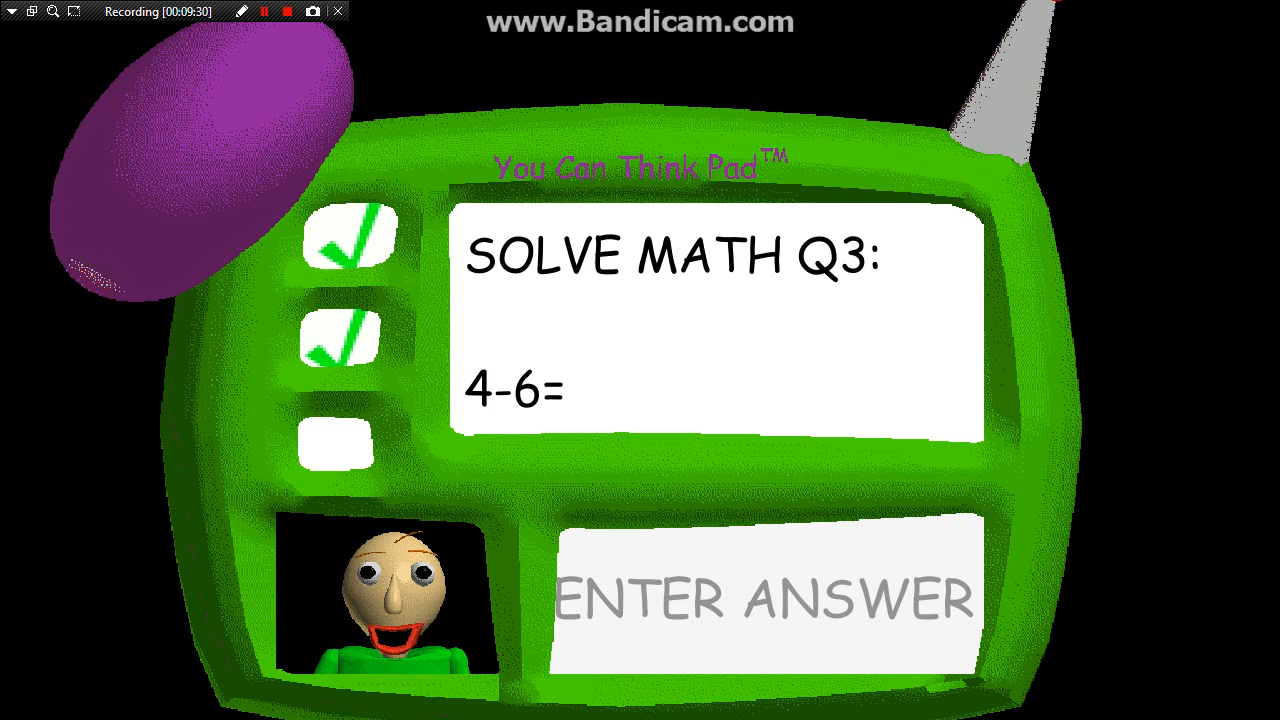 Recording [00:09:30]
www.Bandicam.com
You Can Think Pad™
SOLVE MATH Q3:
4-6=
ENTER ANSWER